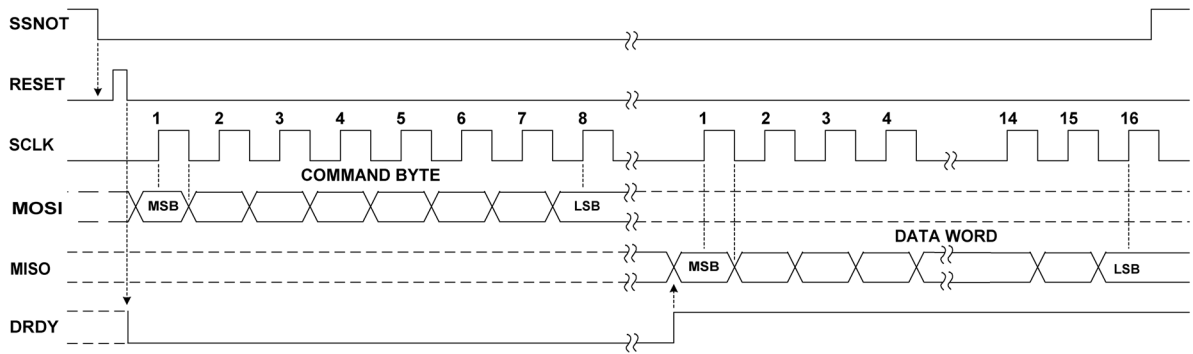 SSNOT
RESET
1 2 3 4 5 6 7 8 1 2 3 4 14 15 16
SCLK
COMMAND BYTE
MOSI MSB LSB
DATA WORD
MISO MSB LSB
DRDY